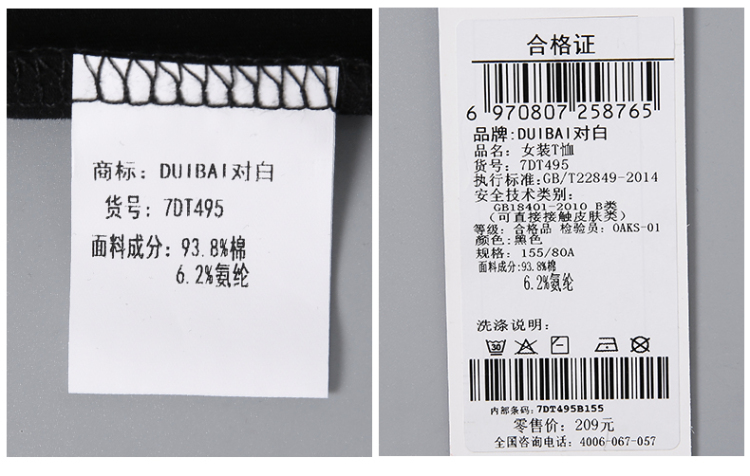 商标：DUIBAI对白
货号：7DT495
面料成分：93.8%棉
6.2%氨纶
合格证
6 970807 258765
品牌：DUIBAI对白
品名：女装T恤
货号：7DT495
执行标准：GB/T22849-2014
安全技术类别：
GB18401-2010 B类
（可直接接触皮肤类）
等级：合格品 检验员：OAKS-01
颜色：黑色
规格：155/80A
面料成分：93.8%棉
6.2%氨纶
洗涤说明：
30
内部条码：7DT495B155
零售价：209元
全国咨询电话：4006-067-057